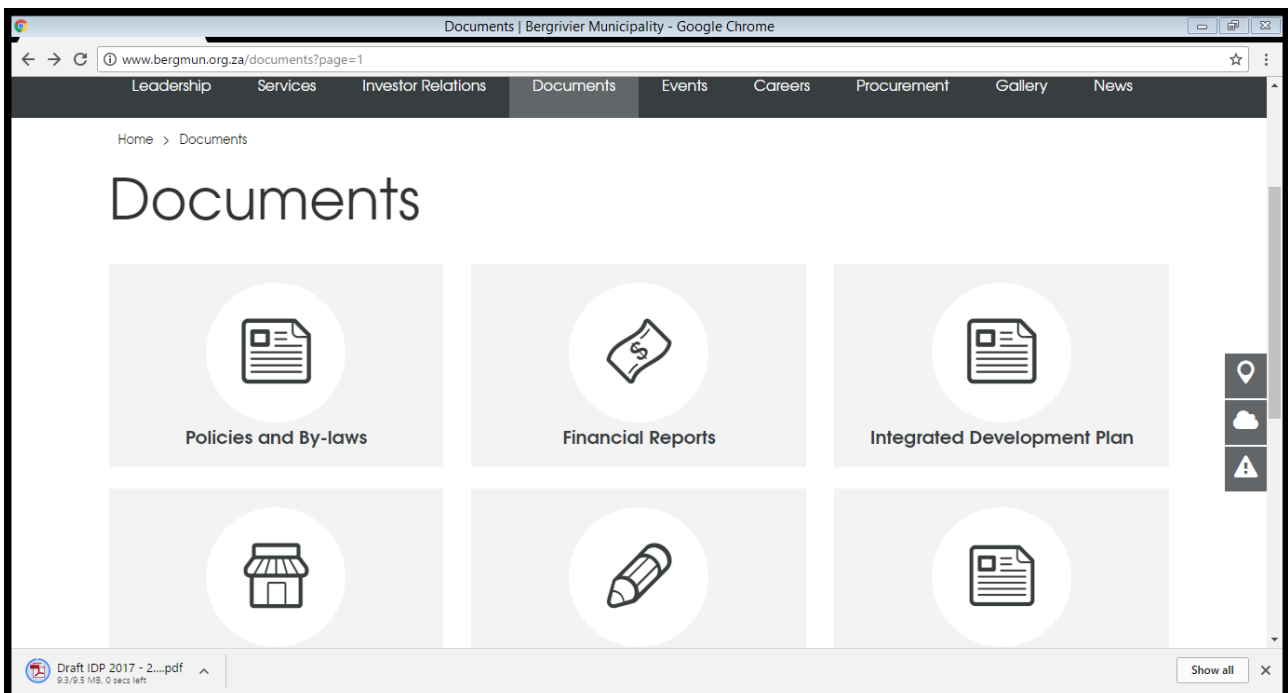 Documents | Bergrivier Municipality - Google Chrome
www.bergmun.org.za/documents?page=1
Leadership Services Investor Relations Documents Events Careers Procurement Gallery News
Home > Documents
Documents
Policies and By-laws Financial Reports Integrated Development Plan
Draft IDP 2017 - 2....pdf
9.3/9.5 MB, 0 secs left
Show all